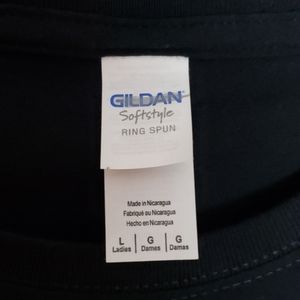 GILDAN
Softstyle
RING SPUN
Made in Nicaragua
Fabriqué au Nicaragua
Hecho en Nicaragua
L G G
Ladies Dames Damas